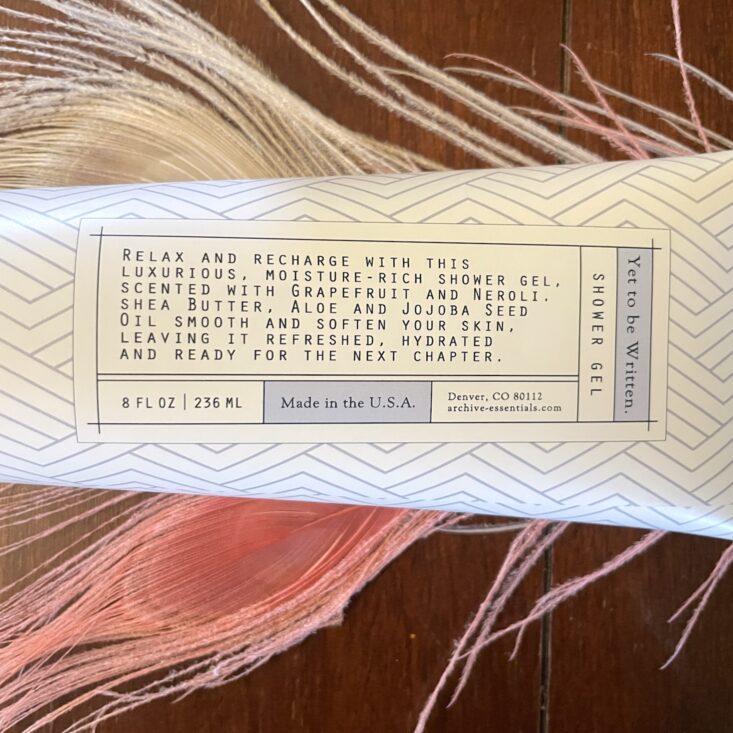 Relax and recharge with this
luxurious, moisture-rich shower gel,
scented with Grapefruit and Neroli.
shea Butter, Aloe and Jojoba Seed
Oil smooth and soften your skin,
leaving it refreshed, hydrated
and ready for the next chapter.
8 FL OZ | 236 ML
Made in the U.S.A.
Denver, CO 80112
archive-essentials.com
SHOWER GEL
Yet to be Written.